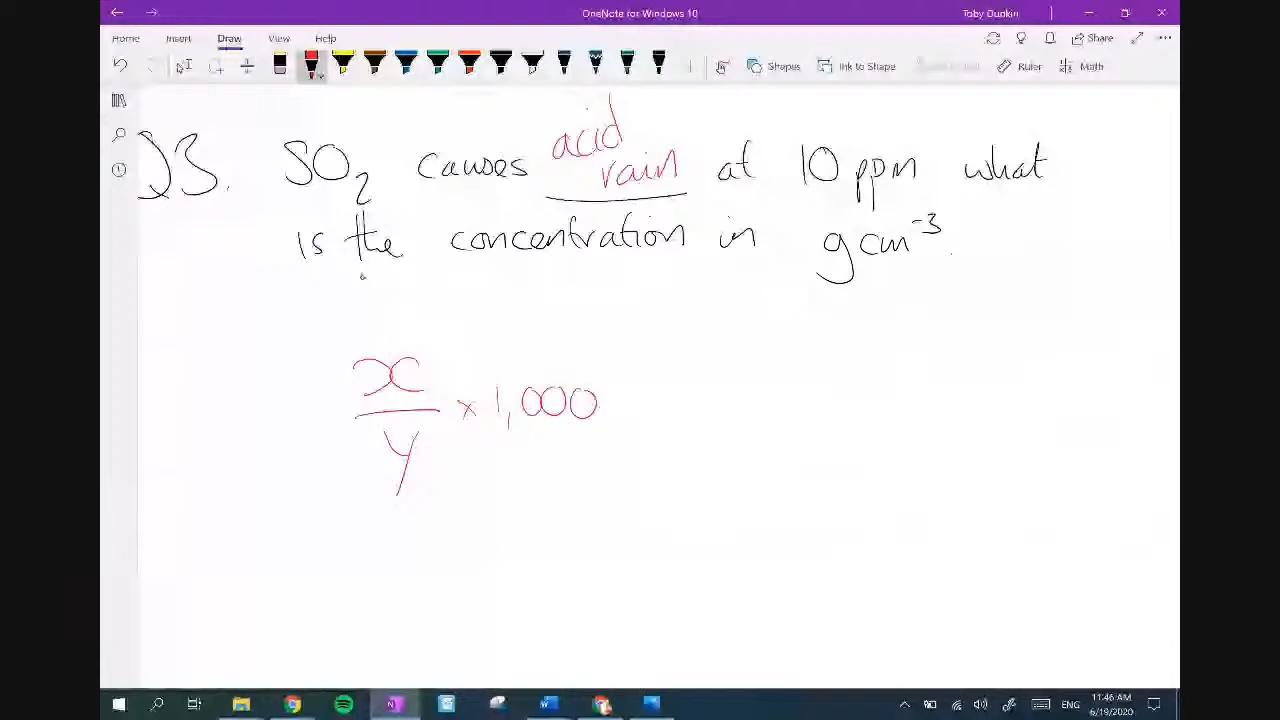 OneNote for Windows 10
Toby Dunkin
Home Insert Draw View Help
Share
Shapes Ink to Shape Ruler Math
Q3. SO2 causes acid rain at 10 ppm what
is the concentration in g cm-3.
x
y × 1,000
11:46 AM
ENG
6/19/2020